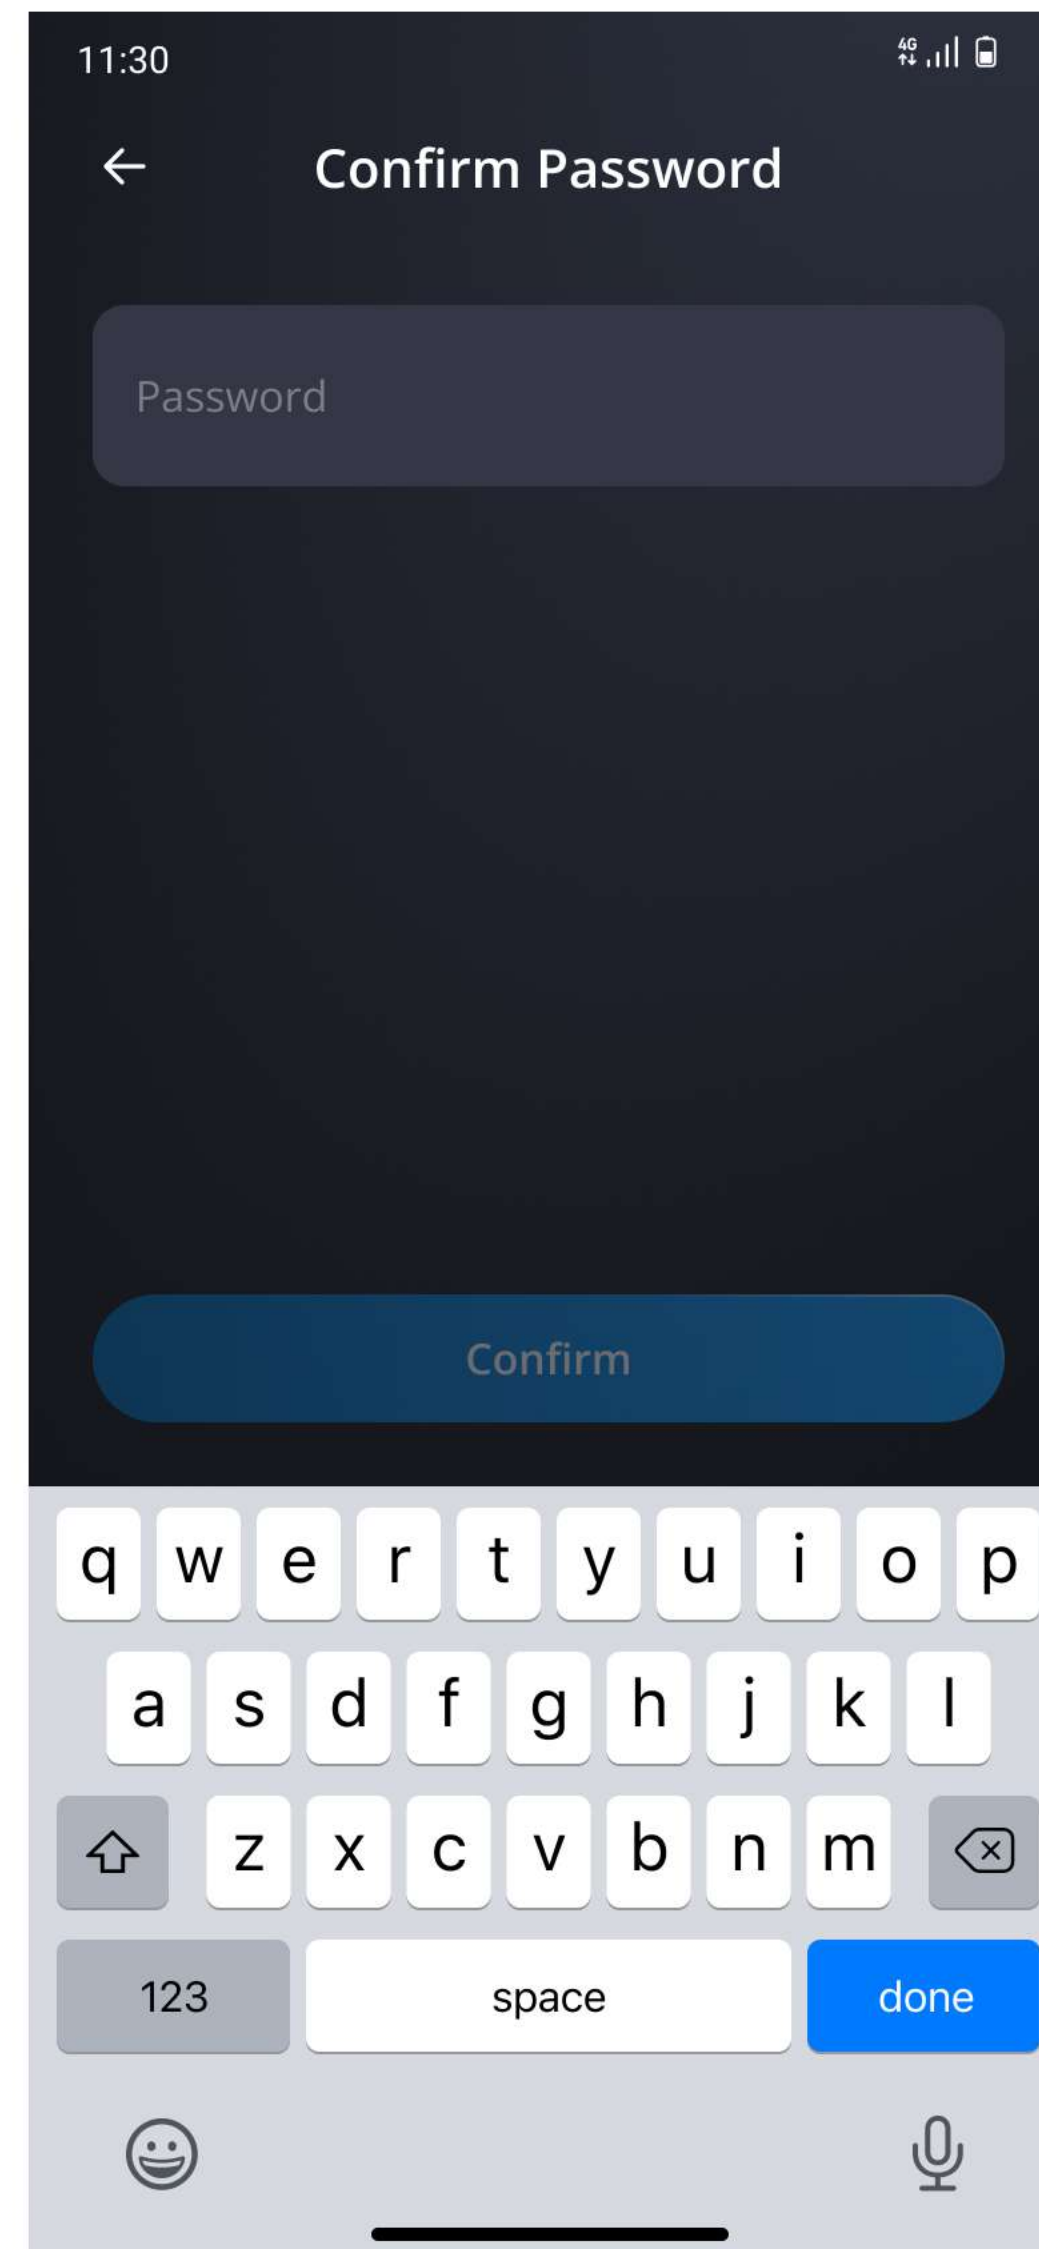 11:30
4G
Confirm Password
Password
Confirm
q w e r t y u i o p
a s d f g h j k l
z x c v b n m
123 space done